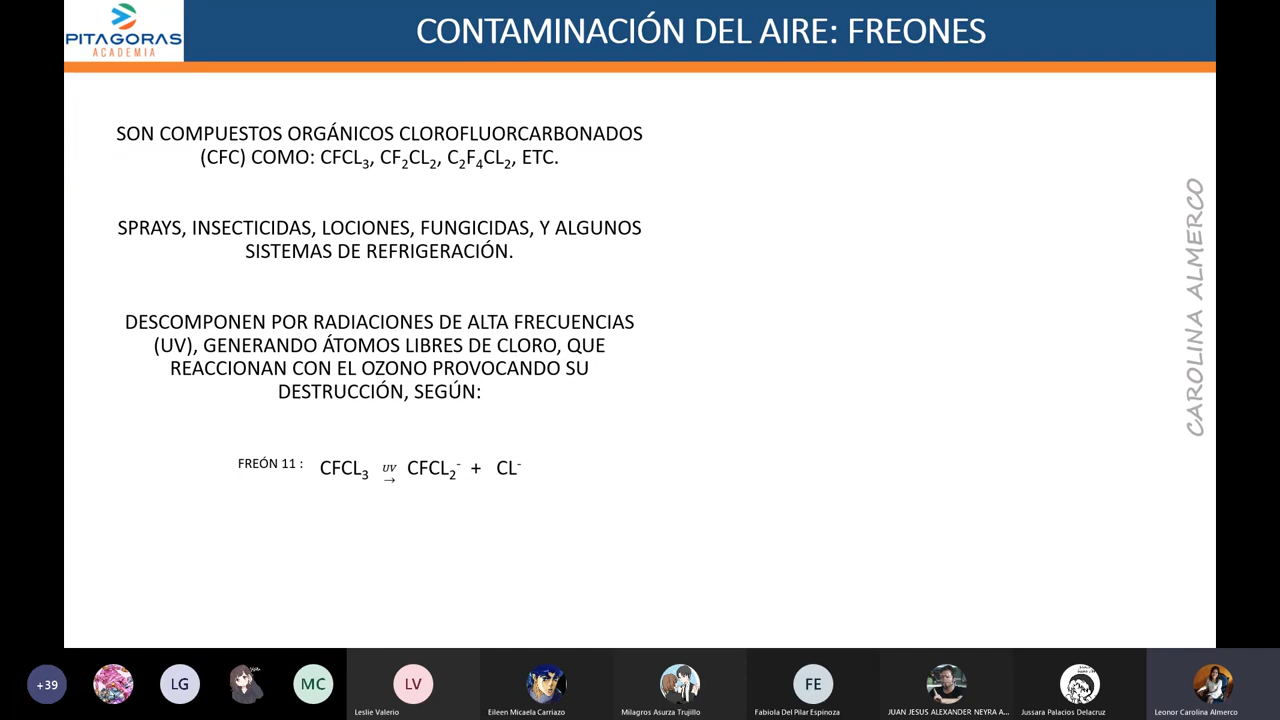 PITAGORAS
ACADEMIA
CONTAMINACIÓN DEL AIRE: FREONES
SON COMPUESTOS ORGÁNICOS CLOROFLUORCARBONADOS
(CFC) COMO: CFCL₃, CF₂CL₂, C₂F₄CL₂, ETC.
SPRAYS, INSECTICIDAS, LOCIONES, FUNGICIDAS, Y ALGUNOS
SISTEMAS DE REFRIGERACIÓN.
DESCOMPONEN POR RADIACIONES DE ALTA FRECUENCIAS
(UV), GENERANDO ÁTOMOS LIBRES DE CLORO, QUE
REACCIONAN CON EL OZONO PROVOCANDO SU
DESTRUCCIÓN, SEGÚN:
FREÓN 11 : CFCL₃ UV → CFCL₂⁻ + CL⁻
CAROLINA ALMERCO
+39
LG
MC
LV
FE
Leslie Valerio
Eileen Micaela Carriazo
Milagros Asurza Trujillo
Fabiola Del Pilar Espinoza
JUAN JESUS ALEXANDER NEYRA A...
Jussara Palacios Delacruz
Leonor Carolina Almerco